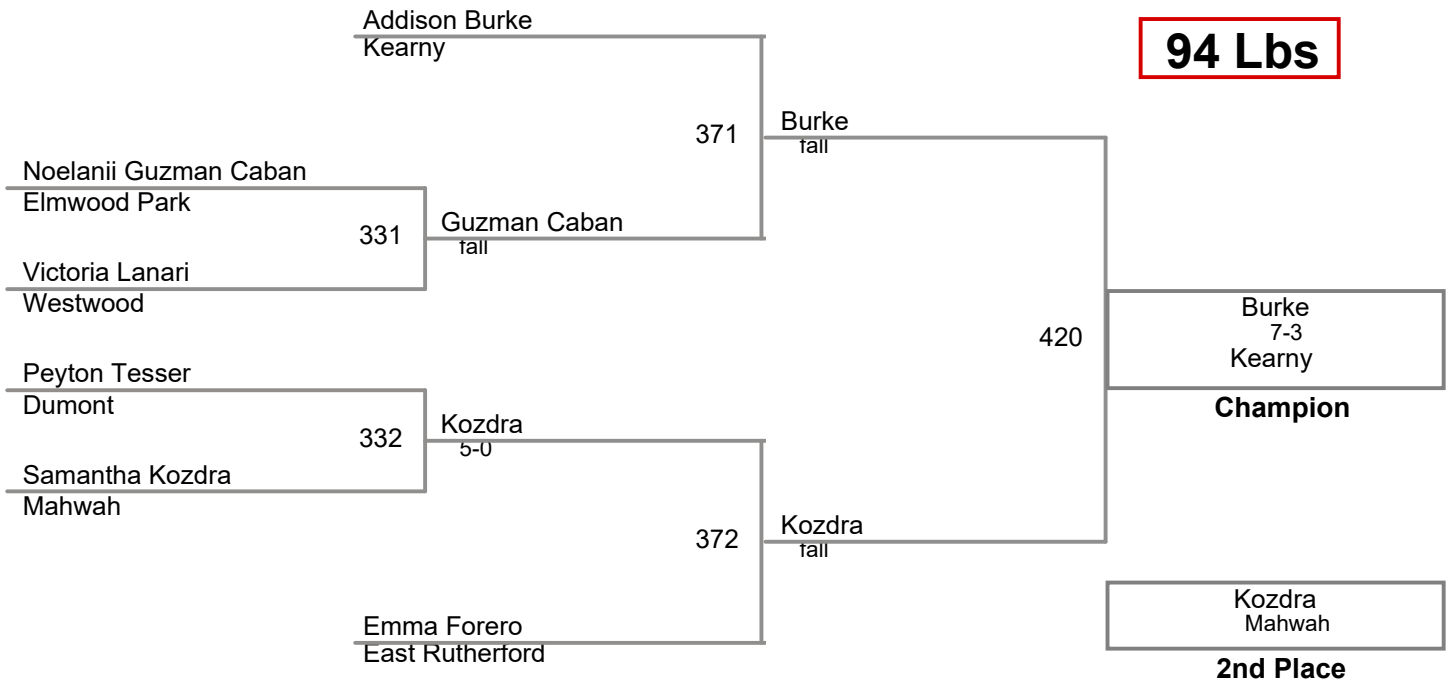 Addison Burke
Kearny
94 Lbs
371
Burke
fall
Noelanii Guzman Caban
Elmwood Park
331
Guzman Caban
fall
Victoria Lanari
Westwood
420
Burke
7-3
Kearny
Champion
Peyton Tesser
Dumont
332
Kozdra
5-0
Samantha Kozdra
Mahwah
372
Kozdra
fall
Emma Forero
East Rutherford
Kozdra
Mahwah
2nd Place